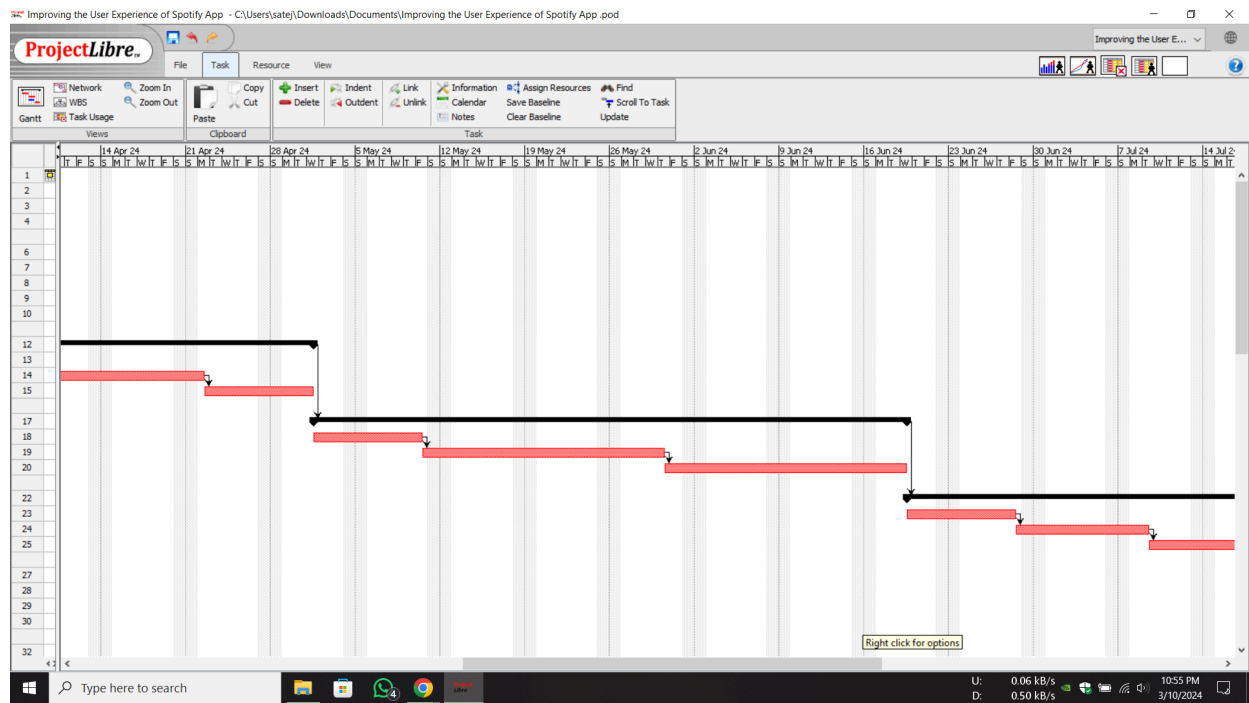 Improving the User Experience of Spotify App - C:\Users\satej\Downloads\Documents\Improving the User Experience of Spotify App .pod
ProjectLibre
Improving the User E...
File Task Resource View
Network Zoom In Copy Insert Indent Link Information Assign Resources Find
WBS Zoom Out Cut Delete Outdent Unlink Calendar Save Baseline Scroll To Task
Gantt Task Usage Paste Notes Clear Baseline Update
Views Clipboard Task
14 Apr 24 21 Apr 24 28 Apr 24 5 May 24 12 May 24 19 May 24 26 May 24 2 Jun 24 9 Jun 24 16 Jun 24 23 Jun 24 30 Jun 24 7 Jul 24 14 Jul 2
T F S S M T W T F S S M T W T F S S M T W T F S S M T W T F S S M T W T F S S M T W T F S S M T W T F S S M T W T F S S M T W T F S S M T W T F S S M T W T F S S M T W T F S S M T W T F S S M T
1
2
3
4
6
7
8
9
10
12
13
14
15
17
18
19
20
22
23
24
25
27
28
29
30
Right click for options
32
Type here to search
4
U: 0.06 kB/s
D: 0.50 kB/s
10:55 PM
3/10/2024